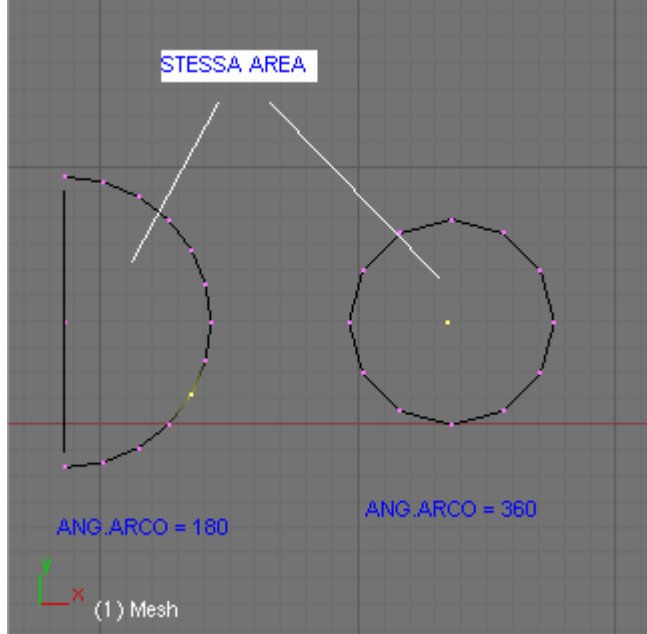 STESSA AREA
ANG.ARCO = 360
ANG.ARCO = 180
y
x
(1) Mesh